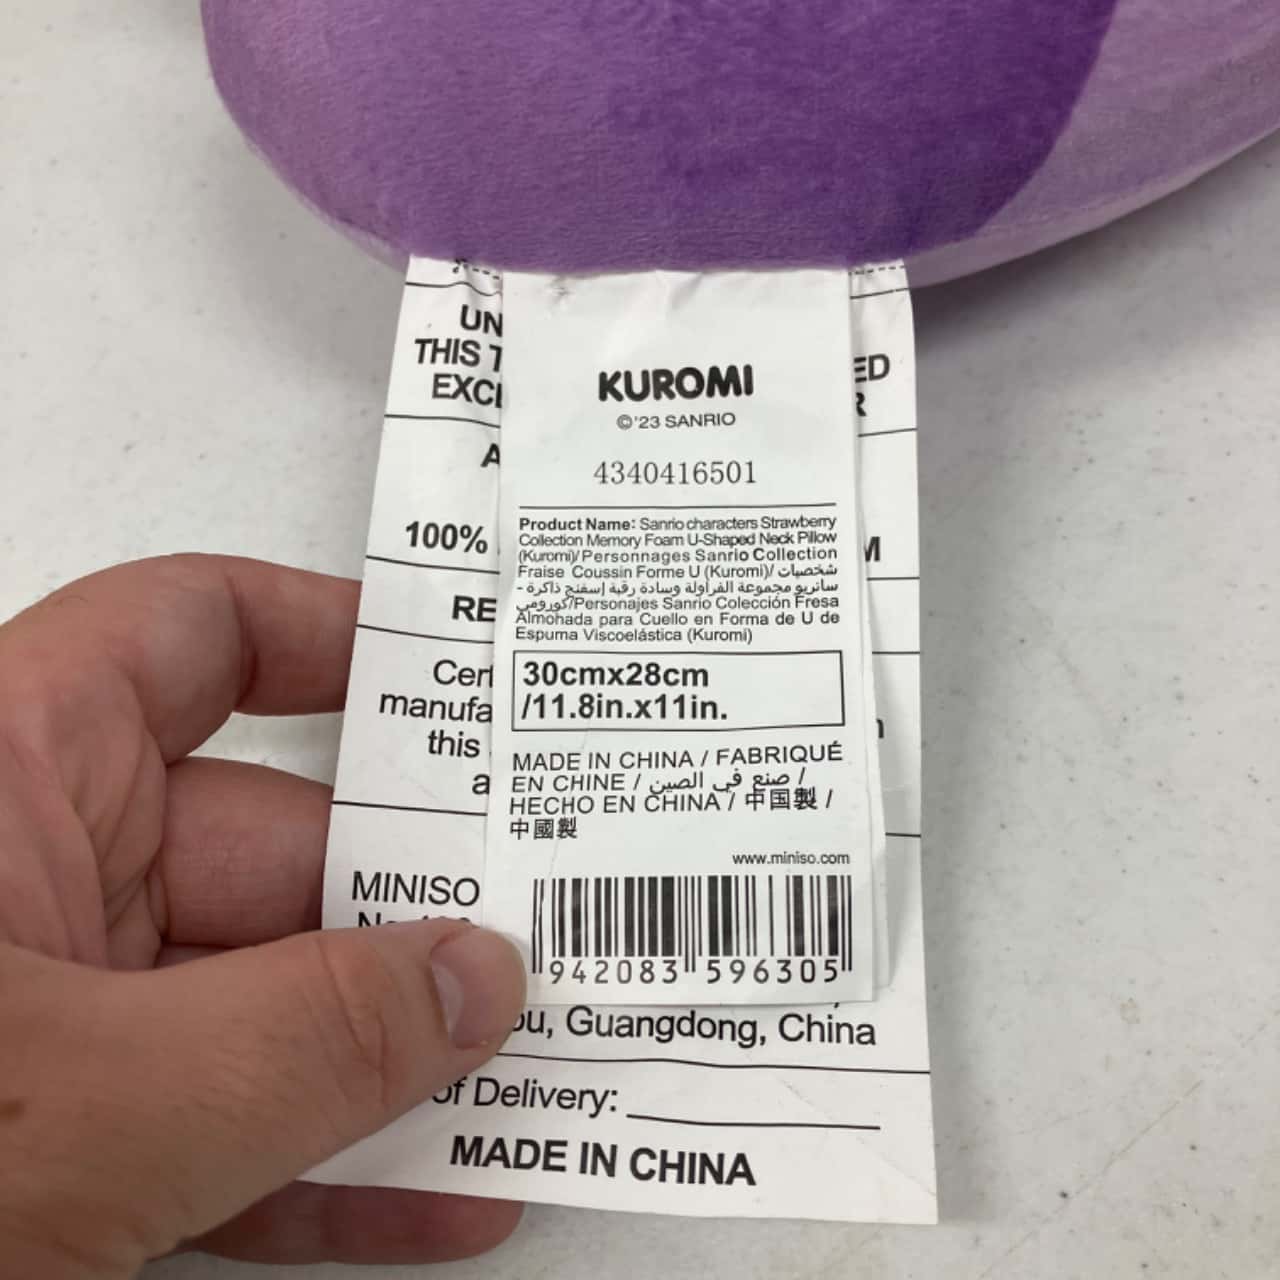 UN
THIS T
EXCL
ED
R
A
100%
M
RE
Cert
manufa
this
a
MINISO
KUROMI
©'23 SANRIO
4340416501
Product Name: Sanrio characters Strawberry
Collection Memory Foam U-Shaped Neck Pillow
(Kuromi)/Personnages Sanrio Collection
Fraise Coussin Forme U (Kuromi)/ شخصيات
سانريو مجموعة الفراولة وسادة رقبة إسفنج ذاكرة -
كورومي/Personajes Sanrio Colección Fresa
Almohada para Cuello en Forma de U de
Espuma Viscoelástica (Kuromi)
30cmx28cm
/11.8in.x11in.
MADE IN CHINA / FABRIQUÉ
EN CHINE / صنع في الصين /
HECHO EN CHINA / 中国製 /
中國製
www.miniso.com
942083 596305
ou, Guangdong, China
of Delivery:
MADE IN CHINA